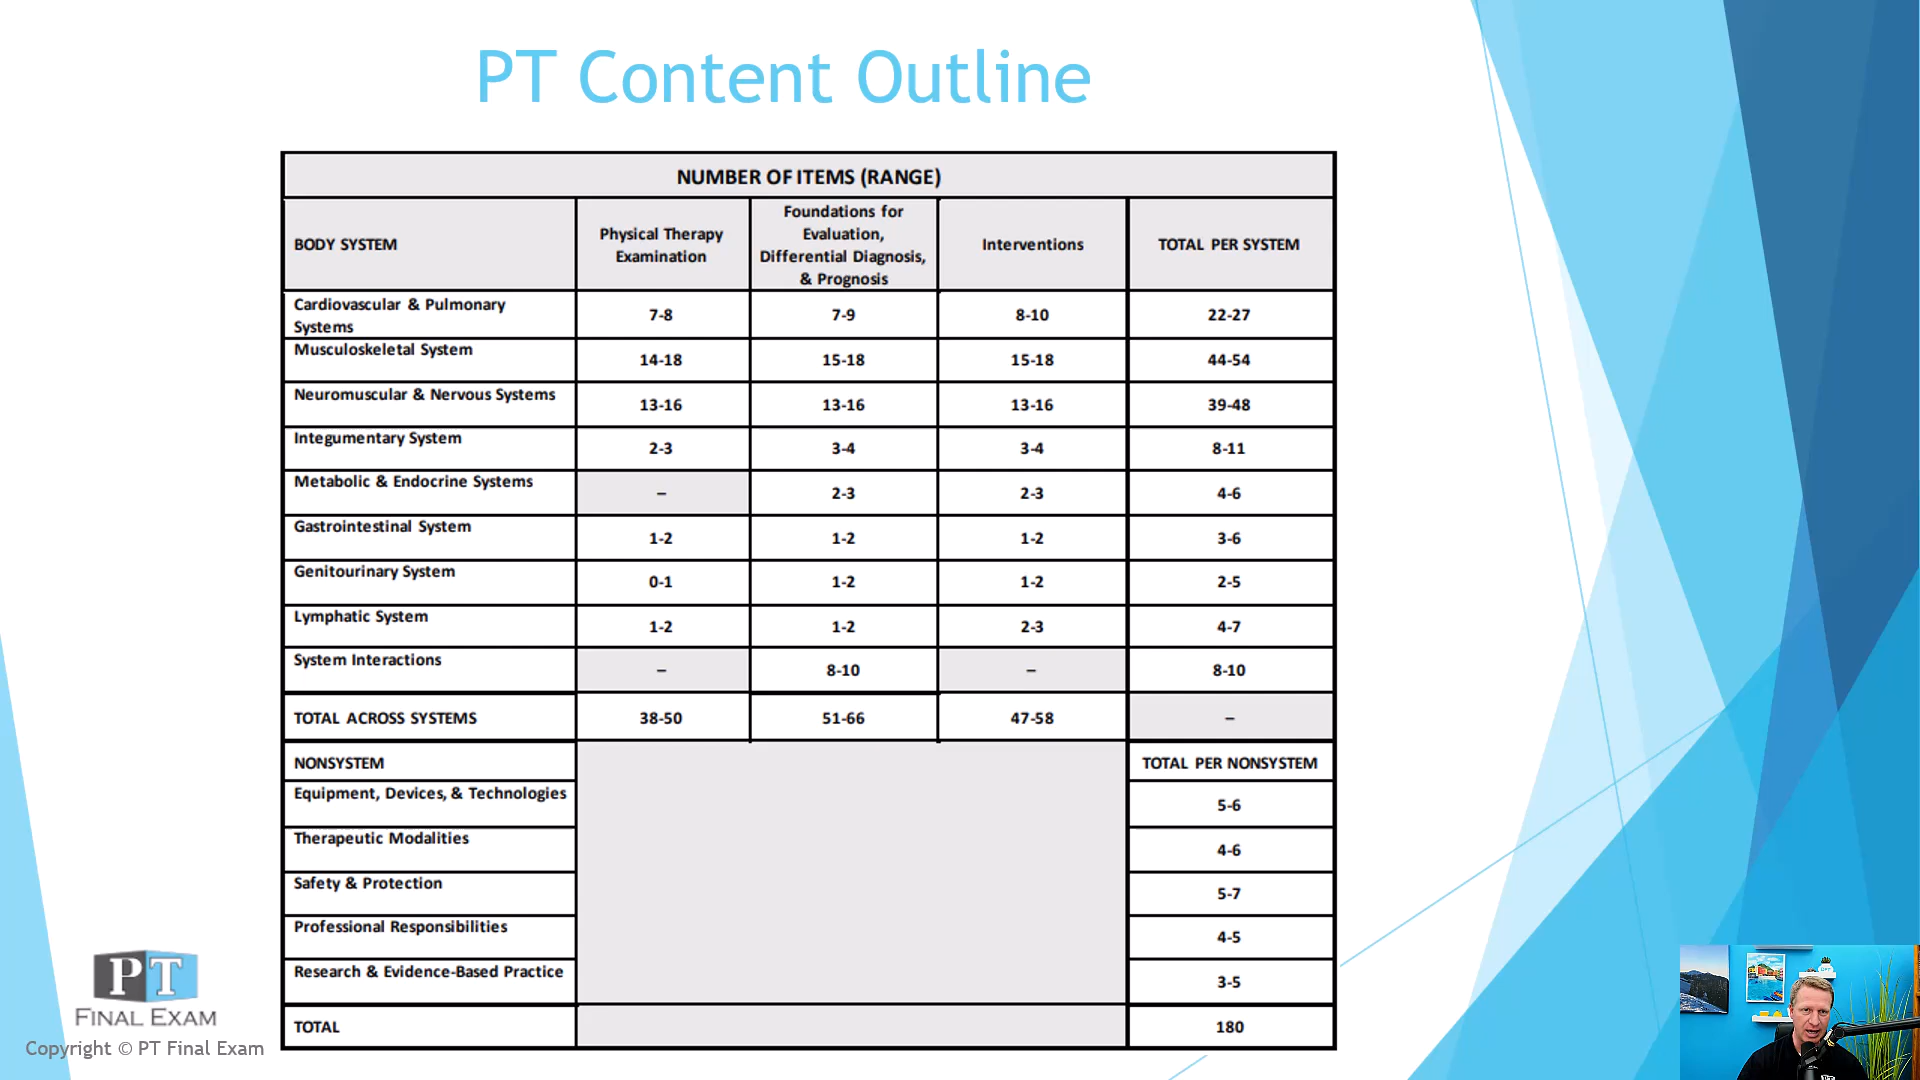 PT Content Outline
NUMBER OF ITEMS (RANGE)
BODY SYSTEM
Physical Therapy
Examination
Foundations for
Evaluation,
Differential Diagnosis,
& Prognosis
Interventions
TOTAL PER SYSTEM
Cardiovascular & Pulmonary
Systems
7-8
7-9
8-10
22-27
Musculoskeletal System
14-18
15-18
15-18
44-54
Neuromuscular & Nervous Systems
13-16
13-16
13-16
39-48
Integumentary System
2-3
3-4
3-4
8-11
Metabolic & Endocrine Systems
–
2-3
2-3
4-6
Gastrointestinal System
1-2
1-2
1-2
3-6
Genitourinary System
0-1
1-2
1-2
2-5
Lymphatic System
1-2
1-2
2-3
4-7
System Interactions
–
8-10
–
8-10
TOTAL ACROSS SYSTEMS
38-50
51-66
47-58
–
NONSYSTEM
TOTAL PER NONSYSTEM
Equipment, Devices, & Technologies
5-6
Therapeutic Modalities
4-6
Safety & Protection
5-7
Professional Responsibilities
4-5
Research & Evidence-Based Practice
3-5
TOTAL
180
PT
FINAL EXAM
Copyright © PT Final Exam